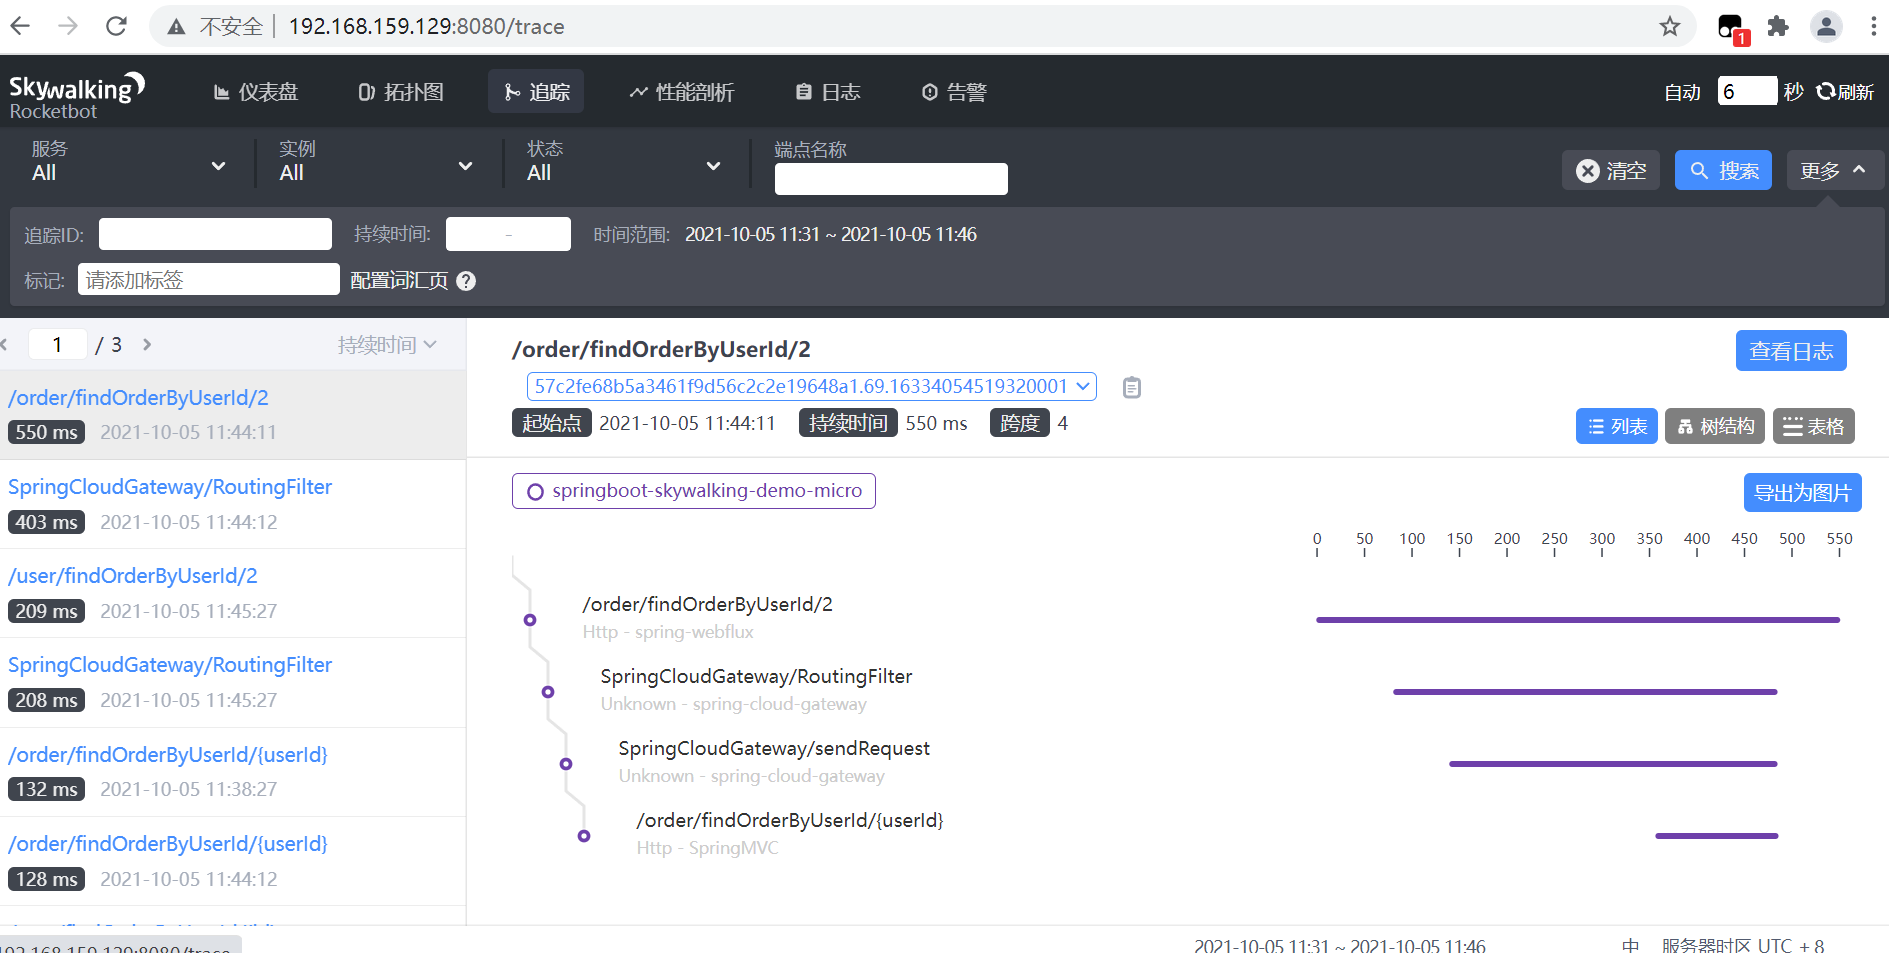 不安全 192.168.159.129:8080/trace
1
Skywalking
Rocketbot
仪表盘 拓扑图 追踪 性能剖析 日志 告警
自动 6 秒 刷新
服务 实例 状态 端点名称
All All All
清空 搜索 更多
追踪ID: 持续时间: - 时间范围: 2021-10-05 11:31 ~ 2021-10-05 11:46
标记: 请添加标签 配置词汇页 ?
1 / 3 持续时间
/order/findOrderByUserId/2
550 ms 2021-10-05 11:44:11
SpringCloudGateway/RoutingFilter
403 ms 2021-10-05 11:44:12
/user/findOrderByUserId/2
209 ms 2021-10-05 11:45:27
SpringCloudGateway/RoutingFilter
208 ms 2021-10-05 11:45:27
/order/findOrderByUserId/{userId}
132 ms 2021-10-05 11:38:27
/order/findOrderByUserId/{userId}
128 ms 2021-10-05 11:44:12
/order/findOrderByUserId/2
查看日志
57c2fe68b5a3461f9d56c2c2e19648a1.69.16334054519320001
起始点 2021-10-05 11:44:11 持续时间 550 ms 跨度 4
列表 树结构 表格
springboot-skywalking-demo-micro
导出为图片
0 50 100 150 200 250 300 350 400 450 500 550
/order/findOrderByUserId/2
Http - spring-webflux
SpringCloudGateway/RoutingFilter
Unknown - spring-cloud-gateway
SpringCloudGateway/sendRequest
Unknown - spring-cloud-gateway
/order/findOrderByUserId/{userId}
Http - SpringMVC
192.168.159.129:8080/trace
2021-10-05 11:31 ~ 2021-10-05 11:46 中 服务器时区 UTC + 8